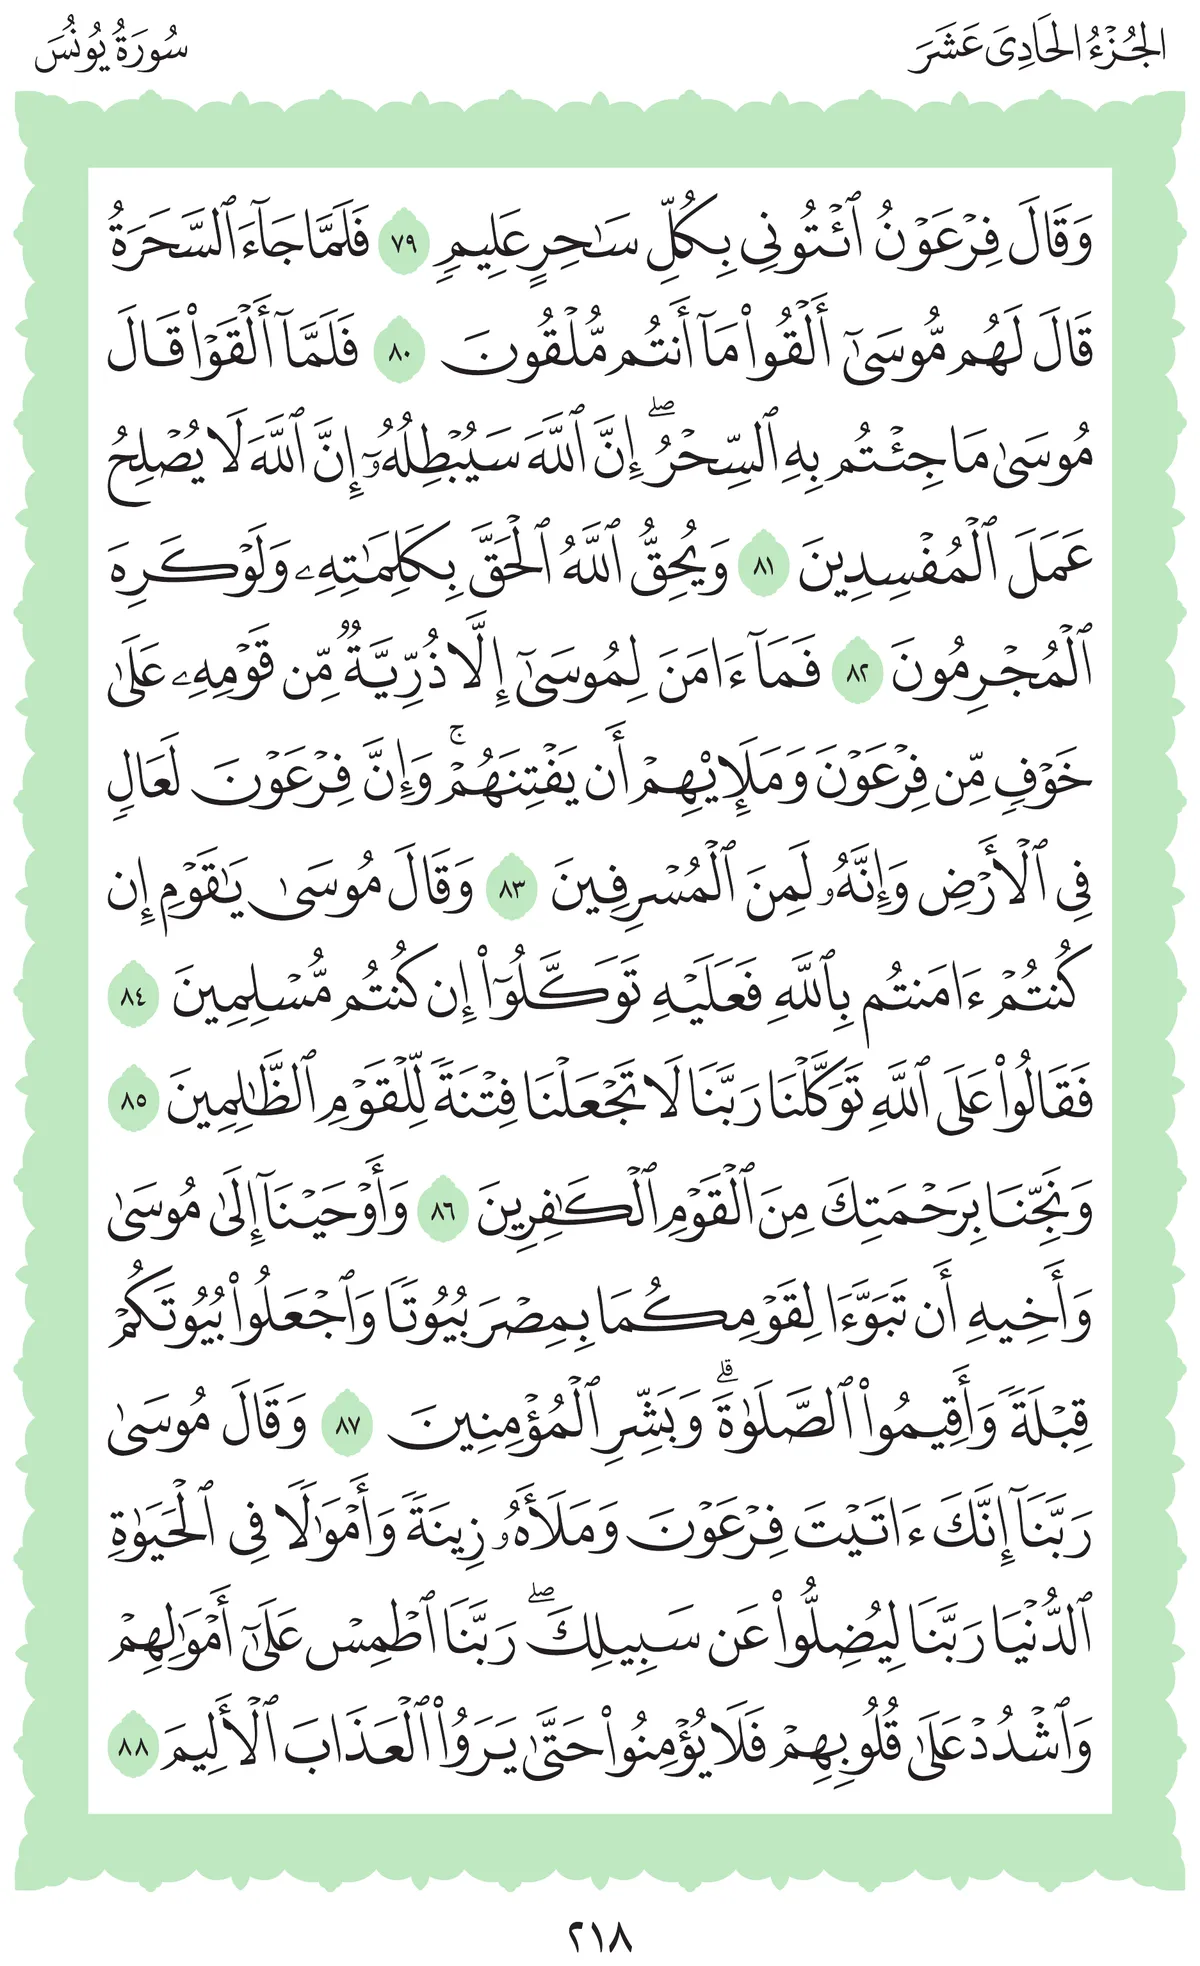 الجُزْءُ الحَادِىَ عَشَرَ
سُورَةُ يُونُسَ
وَقَالَ فِرْعَوْنُ ٱئْتُونِى بِكُلِّ سَـٰحِرٍ عَلِيمٍ ٧٩ فَلَمَّا جَآءَ ٱلسَّحَرَةُ
قَالَ لَهُم مُّوسَىٰٓ أَلْقُوا۟ مَآ أَنتُم مُّلْقُونَ ٨٠ فَلَمَّآ أَلْقَوْا۟ قَالَ
مُوسَىٰ مَا جِئْتُم بِهِ ٱلسِّحْرُ ۖ إِنَّ ٱللَّهَ سَيُبْطِلُهُۥٓ إِنَّ ٱللَّهَ لَا يُصْلِحُ
عَمَلَ ٱلْمُفْسِدِينَ ٨١ وَيُحِقُّ ٱللَّهُ ٱلْحَقَّ بِكَلِمَـٰتِهِۦ وَلَوْ كَرِهَ
ٱلْمُجْرِمُونَ ٨٢ فَمَآ ءَامَنَ لِمُوسَىٰٓ إِلَّا ذُرِّيَّةٌ مِّن قَوْمِهِۦ عَلَىٰ
خَوْفٍ مِّن فِرْعَوْنَ وَمَلَإِي۟هِمْ أَن يَفْتِنَهُمْ ۚ وَإِنَّ فِرْعَوْنَ لَعَالٍ
فِى ٱلْأَرْضِ وَإِنَّهُۥ لَمِنَ ٱلْمُسْرِفِينَ ٨٣ وَقَالَ مُوسَىٰ يَـٰقَوْمِ إِن
كُنتُمْ ءَامَنتُم بِٱللَّهِ فَعَلَيْهِ تَوَكَّلُوٓا۟ إِن كُنتُم مُّسْلِمِينَ ٨٤
فَقَالُوا۟ عَلَى ٱللَّهِ تَوَكَّلْنَا رَبَّنَا لَا تَجْعَلْنَا فِتْنَةً لِّلْقَوْمِ ٱلظَّـٰلِمِينَ ٨٥
وَنَجِّنَا بِرَحْمَتِكَ مِنَ ٱلْقَوْمِ ٱلْكَـٰفِرِينَ ٨٦ وَأَوْحَيْنَآ إِلَىٰ مُوسَىٰ
وَأَخِيهِ أَن تَبَوَّءَا لِقَوْمِكُمَا بِمِصْرَ بُيُوتًا وَٱجْعَلُوا۟ بُيُوتَكُمْ
قِبْلَةً وَأَقِيمُوا۟ ٱلصَّلَوٰةَ ۗ وَبَشِّرِ ٱلْمُؤْمِنِينَ ٨٧ وَقَالَ مُوسَىٰ
رَبَّنَآ إِنَّكَ ءَاتَيْتَ فِرْعَوْنَ وَمَلَأَهُۥ زِينَةً وَأَمْوَٰلًا فِى ٱلْحَيَوٰةِ
ٱلدُّنْيَا رَبَّنَا لِيُضِلُّوا۟ عَن سَبِيلِكَ ۖ رَبَّنَا ٱطْمِسْ عَلَىٰٓ أَمْوَٰلِهِمْ
وَٱشْدُدْ عَلَىٰ قُلُوبِهِمْ فَلَا يُؤْمِنُوا۟ حَتَّىٰ يَرَوُا۟ ٱلْعَذَابَ ٱلْأَلِيمَ ٨٨
٢١٨